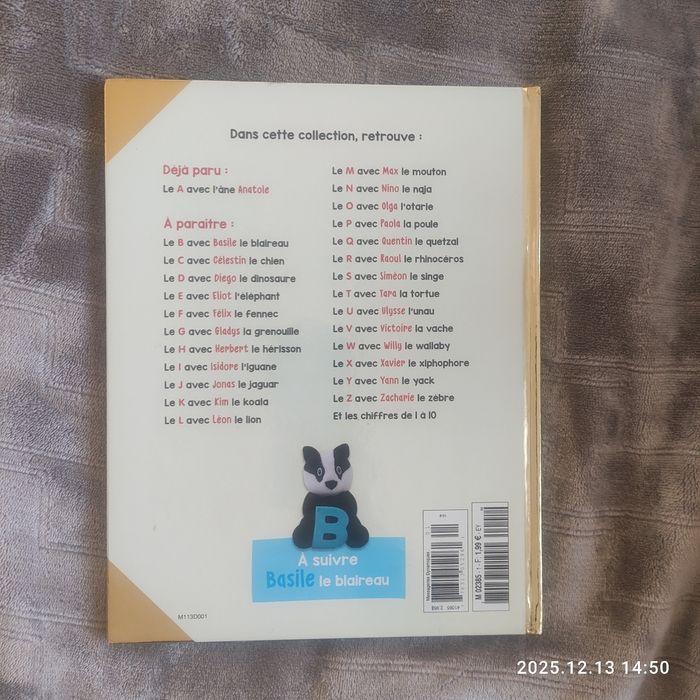 Dans cette collection, retrouve :
Déjà paru :
Le A avec l'âne Anatole
À paraître :
Le B avec Basile le blaireau
Le C avec Célestin le chien
Le D avec Diego le dinosaure
Le E avec Eliot l'éléphant
Le F avec Félix le fennec
Le G avec Gladys la grenouille
Le H avec Herbert le hérisson
Le I avec Isidore l'iguane
Le J avec Jonas le jaguar
Le K avec Kim le koala
Le L avec Léon le lion
Le M avec Max le mouton
Le N avec Nino le naja
Le O avec Olga l'otarie
Le P avec Paola la poule
Le Q avec Quentin le quetzal
Le R avec Raoul le rhinocéros
Le S avec Siméon le singe
Le T avec Tara la tortue
Le U avec Ulysse l'unau
Le V avec Victoire la vache
Le W avec Willy le wallaby
Le X avec Xavier le xiphophore
Le Y avec Yann le yack
Le Z avec Zacharie le zèbre
Et les chiffres de 1 à 10
B
À suivre
Basile le blaireau
M113D001
Messageries Dynamiques
M 02385 - 1 - F: 1,99 € - EY
2025.12.13 14:50